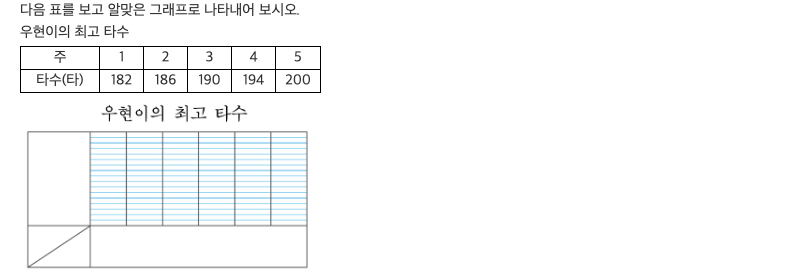 다음 표를 보고 알맞은 그래프로 나타내어 보시오.
우현이의 최고 타수
주 1 2 3 4 5
타수(타) 182 186 190 194 200
우현이의 최고 타수